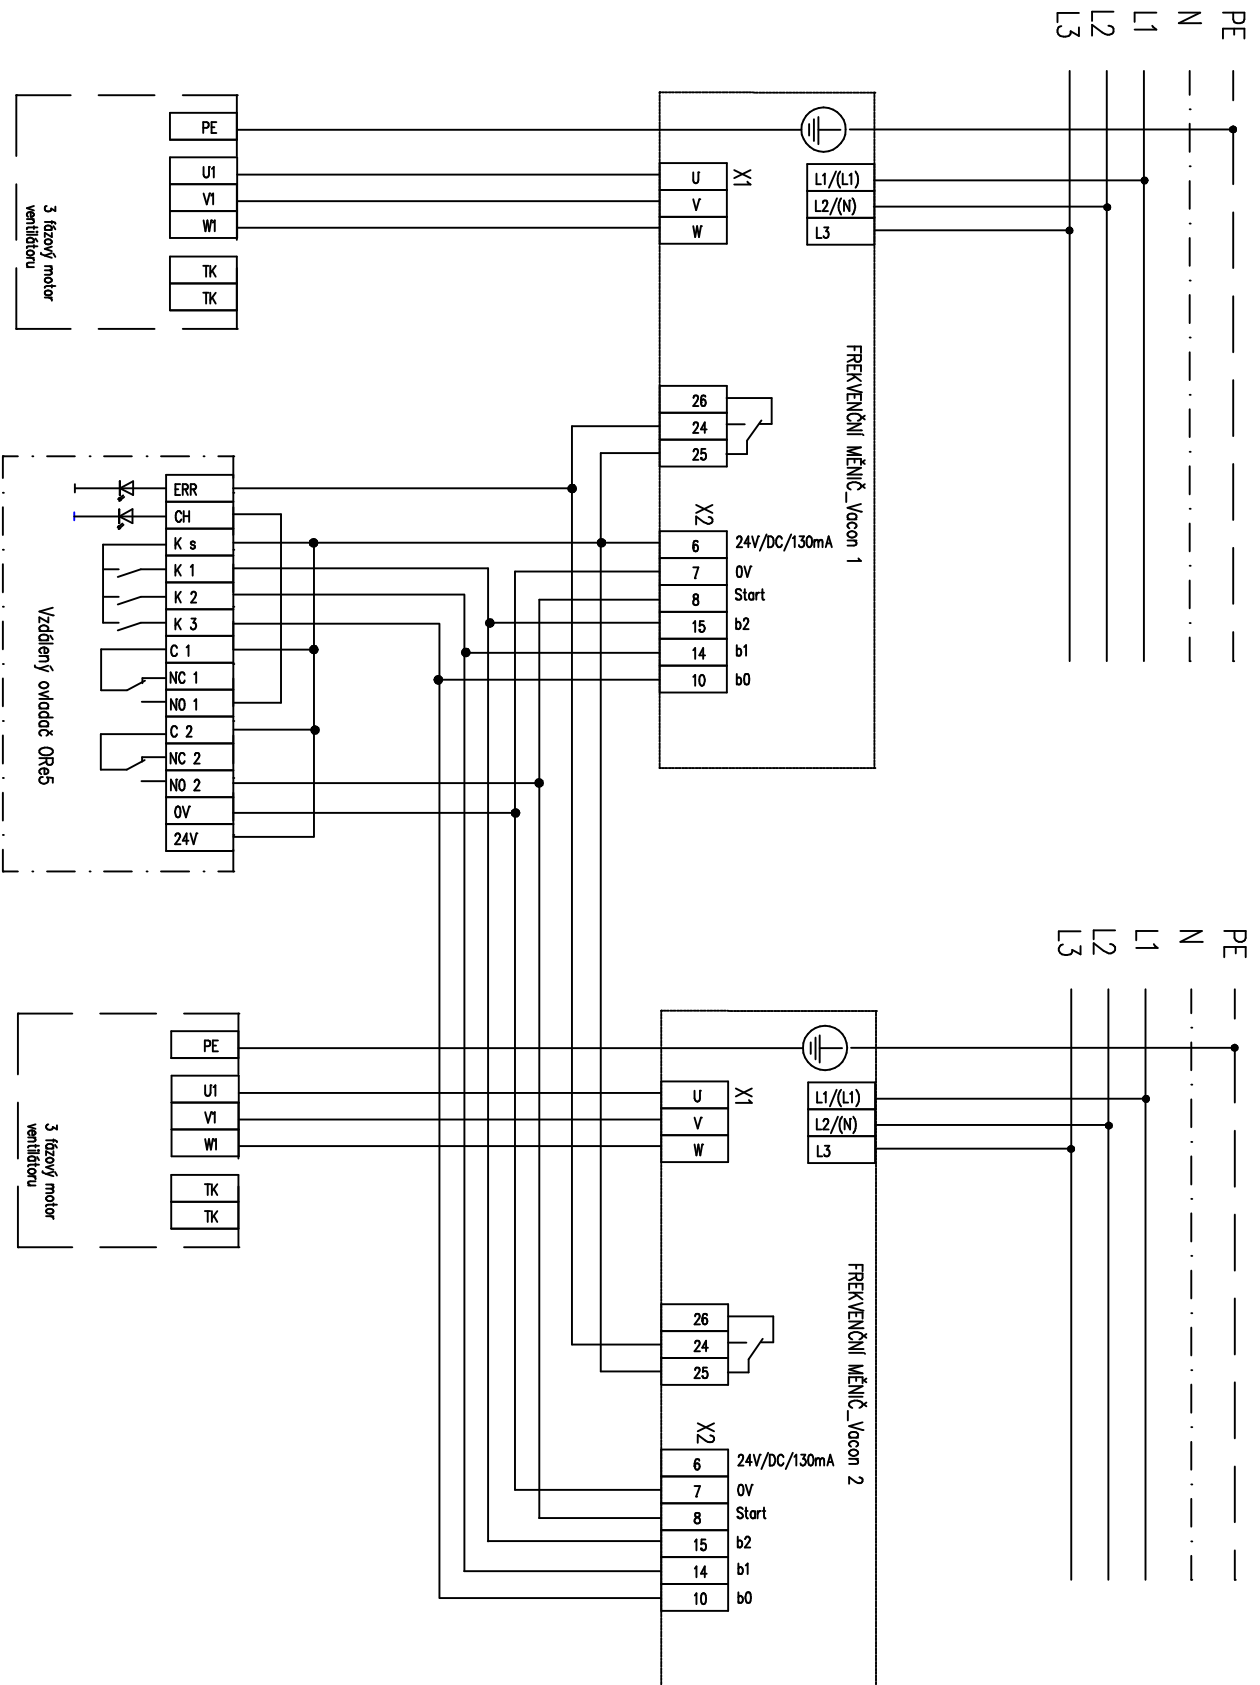 L3
L2
L1
N
PE
PE
U1
V1
W1
TK
TK
3 fázový motor
ventilátoru
U
V
W
X1
L1/(L1)
L2/(N)
L3
FREKVENČNÍ MĚNIČ_Vacon 1
26
24
25
X2
6
24V/DC/130mA
7
0V
8
Start
15
b2
14
b1
10
b0
ERR
CH
K s
K 1
K 2
K 3
C 1
NC 1
NO 1
C 2
NC 2
NO 2
0V
24V
Vzdálený ovladač ORe5
L3
L2
L1
N
PE
PE
U1
V1
W1
TK
TK
3 fázový motor
ventilátoru
U
V
W
X1
L1/(L1)
L2/(N)
L3
FREKVENČNÍ MĚNIČ_Vacon 2
26
24
25
X2
6
24V/DC/130mA
7
0V
8
Start
15
b2
14
b1
10
b0